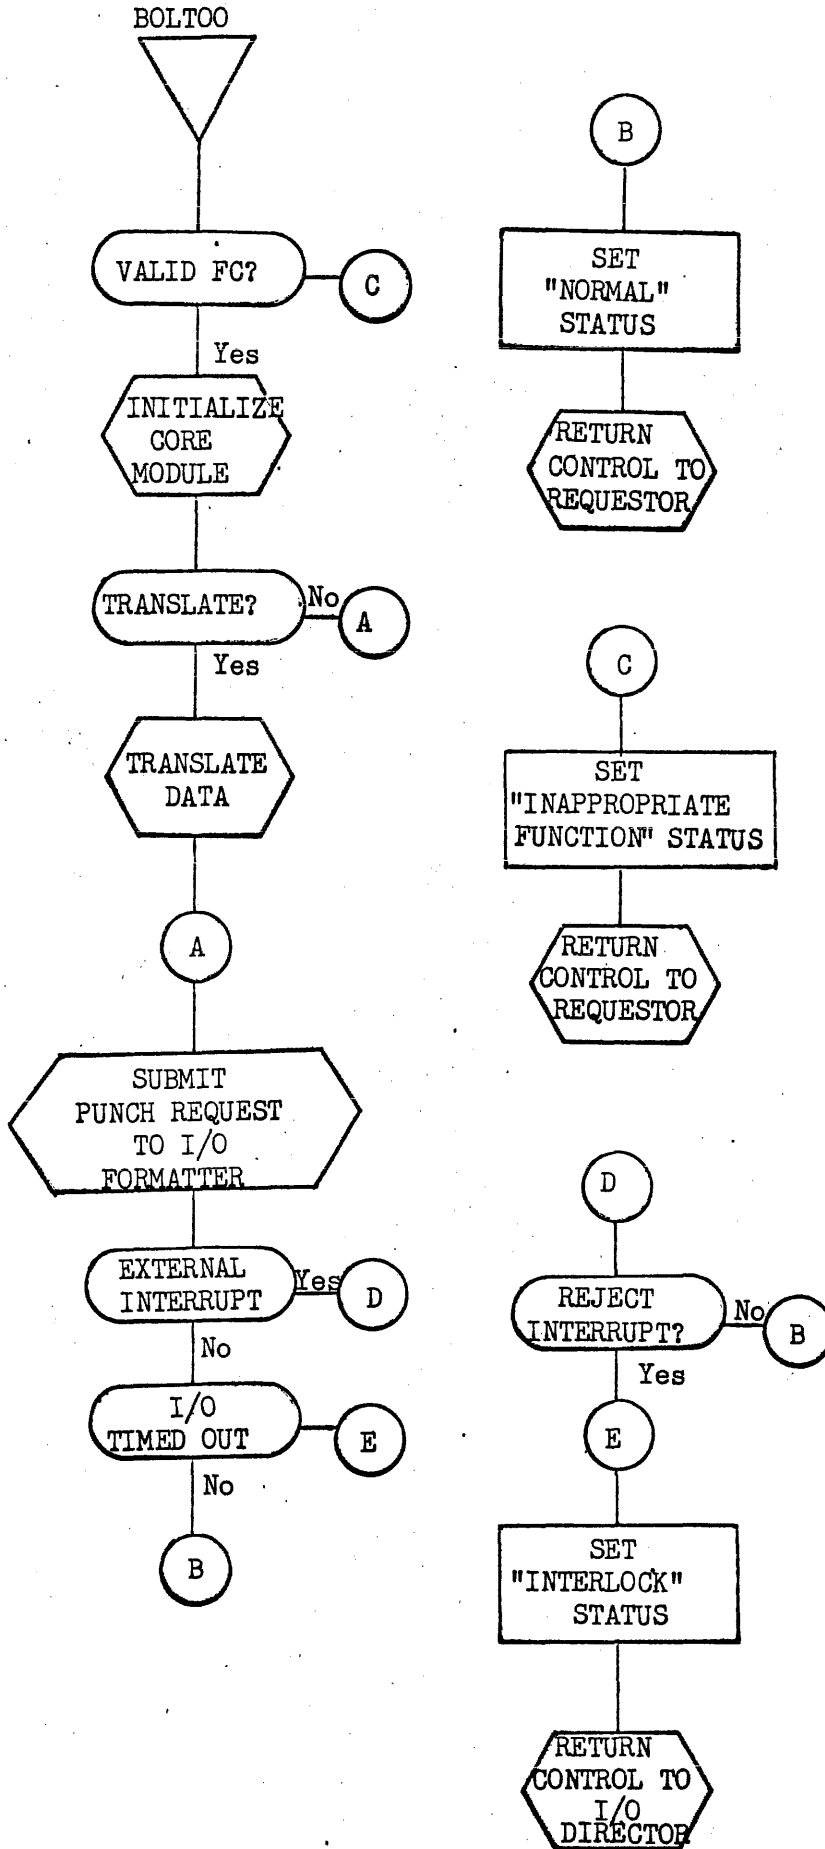 BOLTOO
VALID FC?
C
Yes
INITIALIZE
CORE
MODULE
TRANSLATE?
No
A
Yes
TRANSLATE
DATA
A
SUBMIT
PUNCH REQUEST
TO I/O
FORMATTER
EXTERNAL
INTERRUPT
Yes
D
No
I/O
TIMED OUT
E
No
B
B
SET
"NORMAL"
STATUS
RETURN
CONTROL TO
REQUESTOR
C
SET
"INAPPROPRIATE
FUNCTION" STATUS
RETURN
CONTROL TO
REQUESTOR
D
REJECT
INTERRUPT?
No
B
Yes
E
SET
"INTERLOCK"
STATUS
RETURN
CONTROL TO
I/O
DIRECTOR